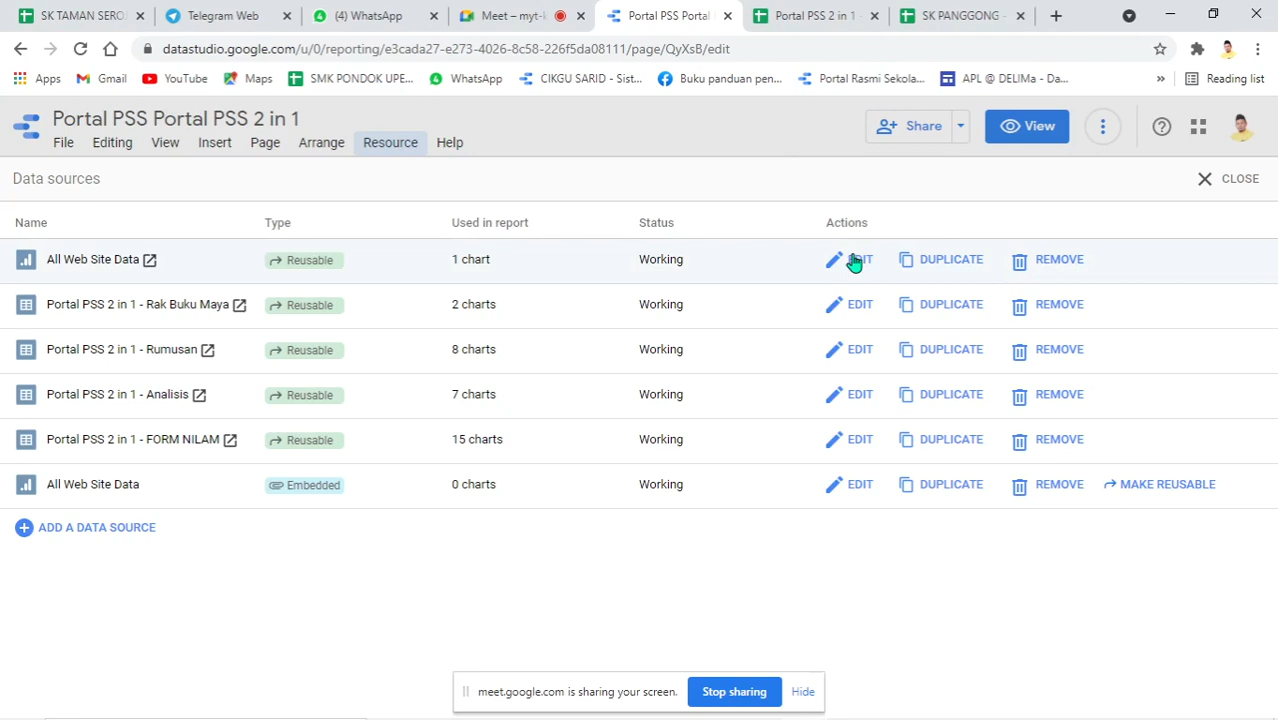 SK TAMAN SERO
Telegram Web
(4) WhatsApp
Meet – myt-k
Portal PSS Portal
Portal PSS 2 in 1 -
SK PANGGONG -
datastudio.google.com/u/0/reporting/e3cada27-e273-4026-8c58-226f5da08111/page/QyXsB/edit
Apps
Gmail
YouTube
Maps
SMK PONDOK UPE...
WhatsApp
CIKGU SARID - Sist...
Buku panduan pen...
Portal Rasmi Sekola...
APL @ DELIMa - Da...
»
Reading list
Portal PSS Portal PSS 2 in 1
File Editing View Insert Page Arrange Resource Help
Share
View
Data sources
CLOSE
Name Type Used in report Status Actions
All Web Site Data Reusable 1 chart Working EDIT DUPLICATE REMOVE
Portal PSS 2 in 1 - Rak Buku Maya Reusable 2 charts Working EDIT DUPLICATE REMOVE
Portal PSS 2 in 1 - Rumusan Reusable 8 charts Working EDIT DUPLICATE REMOVE
Portal PSS 2 in 1 - Analisis Reusable 7 charts Working EDIT DUPLICATE REMOVE
Portal PSS 2 in 1 - FORM NILAM Reusable 15 charts Working EDIT DUPLICATE REMOVE
All Web Site Data Embedded 0 charts Working EDIT DUPLICATE REMOVE MAKE REUSABLE
ADD A DATA SOURCE
meet.google.com is sharing your screen. Stop sharing Hide